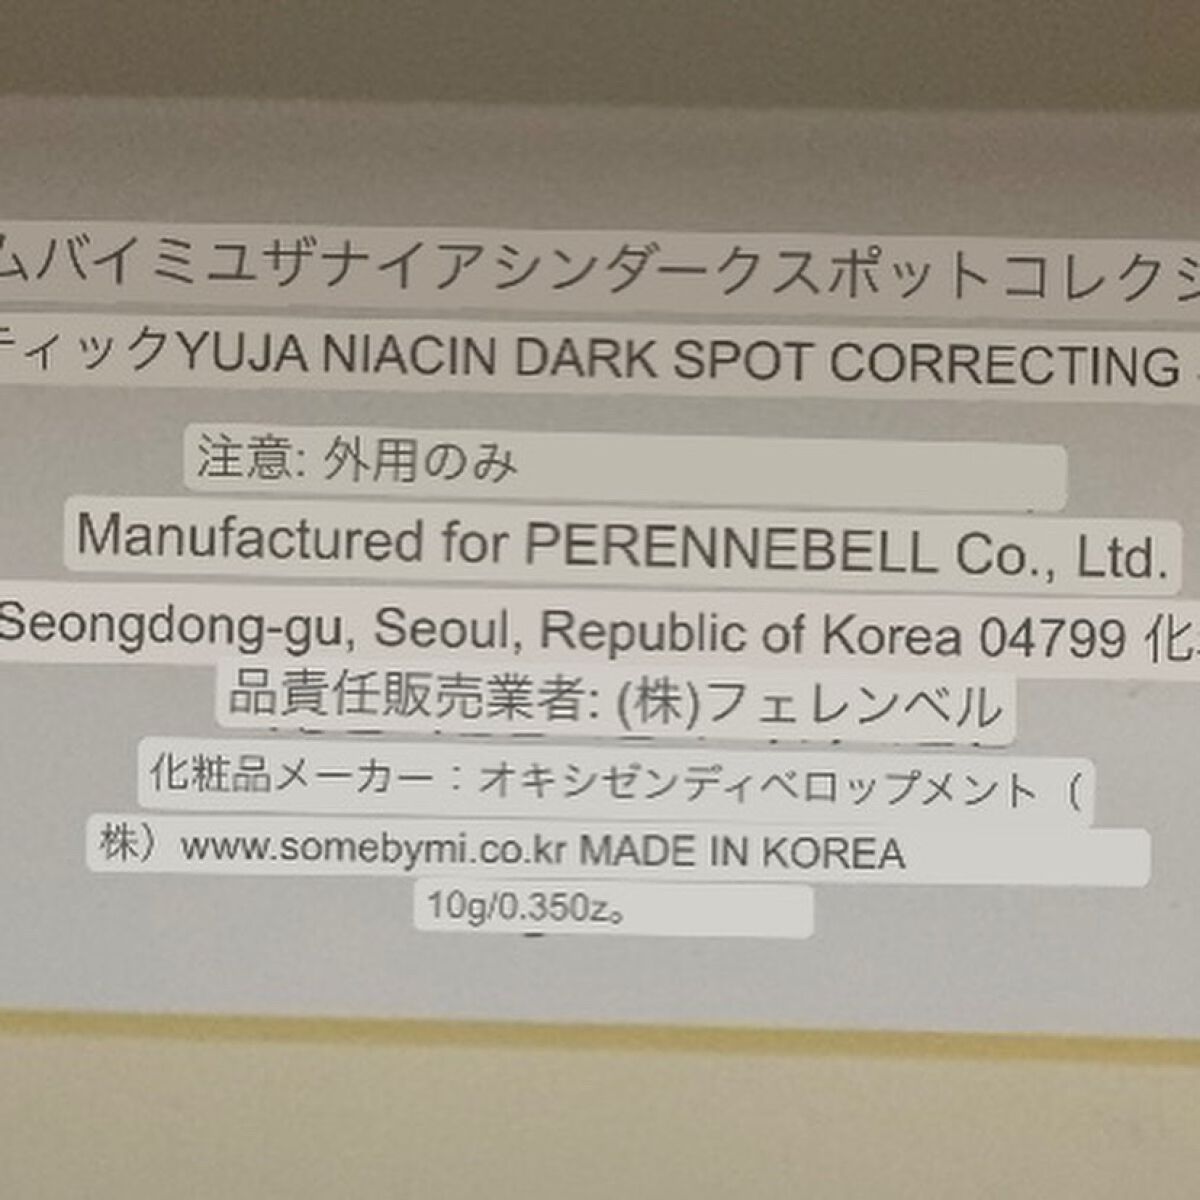 ムバイミユザナイアシンダークスポットコレクシ
ティックYUJA NIACIN DARK SPOT CORRECTING
注意: 外用のみ
Manufactured for PERENNEBELL Co., Ltd.
Seongdong-gu, Seoul, Republic of Korea 04799 化
品責任販売業者: (株)フェレンベル
化粧品メーカー：オキシゼンディベロップメント（
株）www.somebymi.co.kr MADE IN KOREA
10g/0.350z。